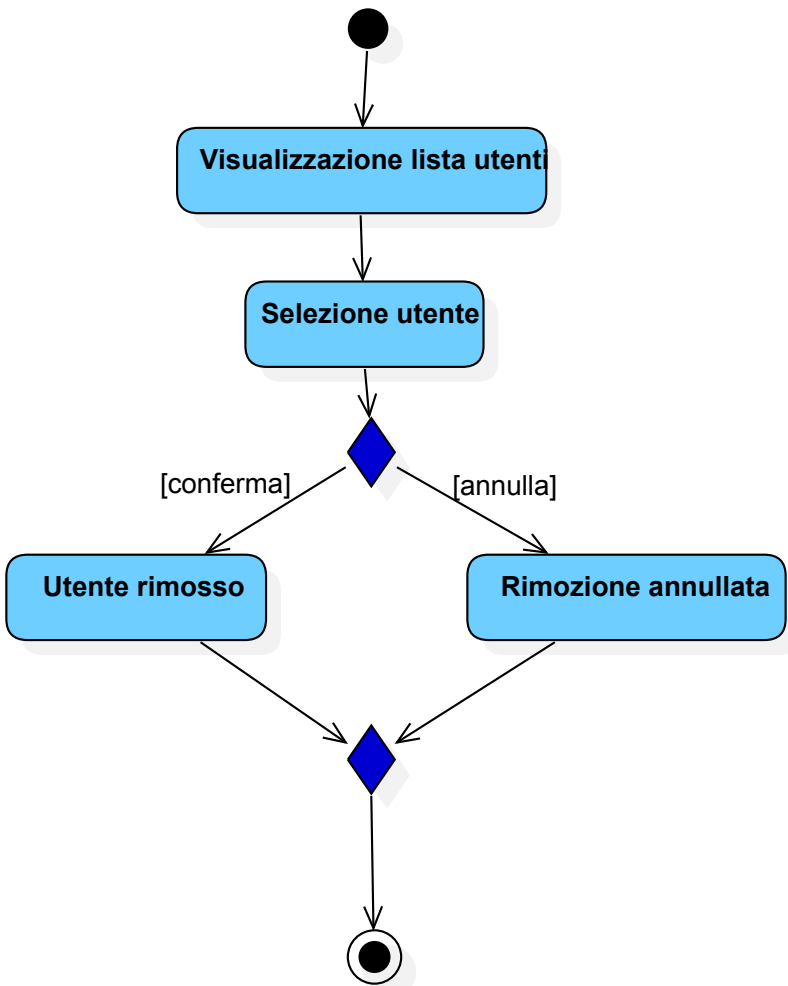 Visualizzazione lista utenti
Selezione utente
[conferma]
[annulla]
Utente rimosso
Rimozione annullata